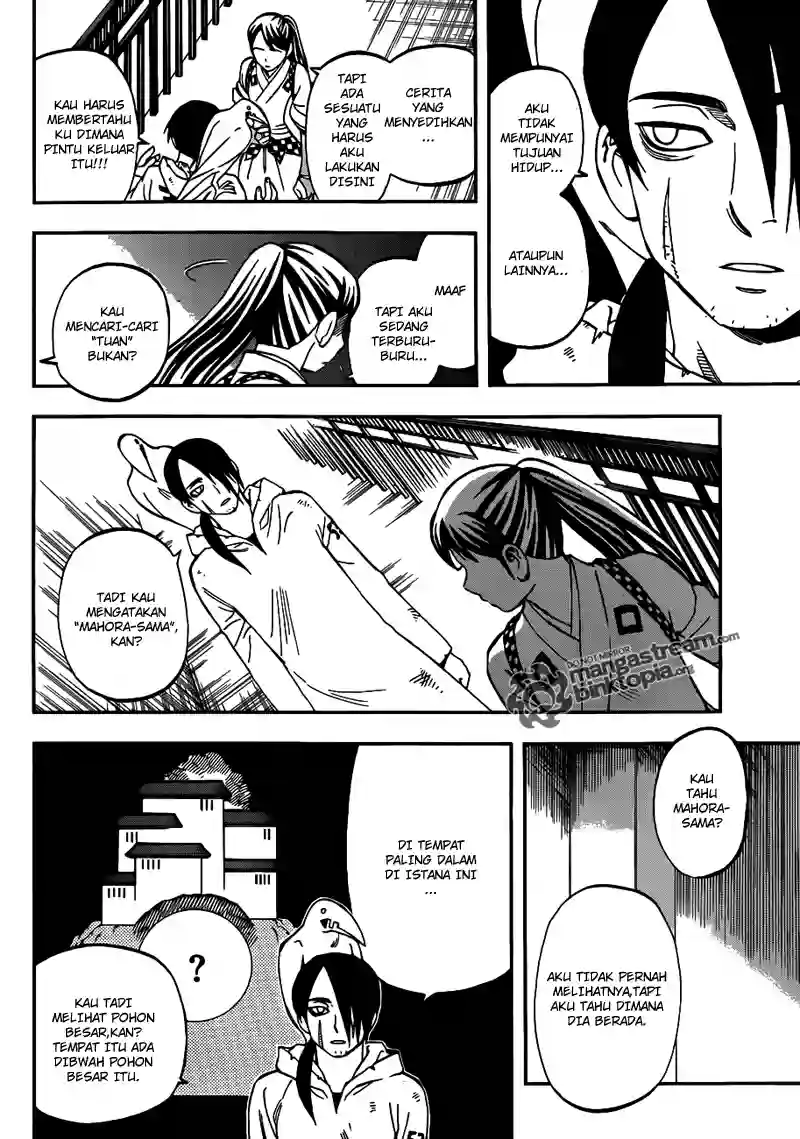 AKU
TIDAK
MEMPUNYAI
TUJUAN
HIDUP...
ATAUPUN
LAINNYA...
CERITA
YANG
MENYEDIHKAN
...
TAPI
ADA
SESUATU
YANG
HARUS
AKU
LAKUKAN
DISINI
KAU HARUS
MEMBERTAHU
KU DIMANA
PINTU KELUAR
ITU!!!
MAAF
TAPI AKU
SEDANG
TERBURU-
BURU...
KAU
MENCARI-CARI
"TUAN"
BUKAN?
TADI KAU
MENGATAKAN
"MAHORA-SAMA",
KAN?
DO NOT MIRROR
mangastream.com
binktopia.org
KAU
TAHU
MAHORA-
SAMA?
AKU TIDAK PERNAH
MELIHATNYA,TAPI
AKU TAHU DIMANA
DIA BERADA.
DI TEMPAT
PALING DALAM
DI ISTANA INI
...
?
KAU TADI
MELIHAT POHON
BESAR,KAN?
TEMPAT ITU ADA
DIBWAH POHON
BESAR ITU.